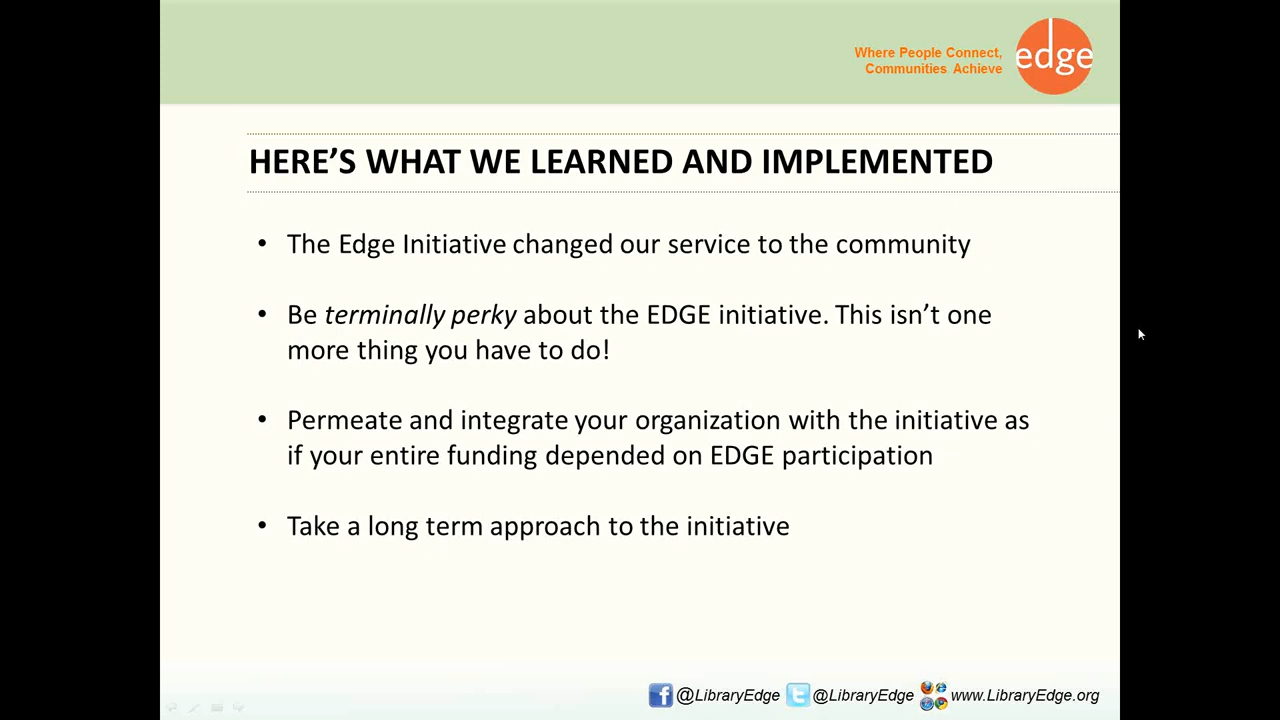 Where People Connect,
Communities Achieve
edge
HERE’S WHAT WE LEARNED AND IMPLEMENTED
• The Edge Initiative changed our service to the community
• Be terminally perky about the EDGE initiative. This isn’t one
more thing you have to do!
• Permeate and integrate your organization with the initiative as
if your entire funding depended on EDGE participation
• Take a long term approach to the initiative
@LibraryEdge @LibraryEdge www.LibraryEdge.org